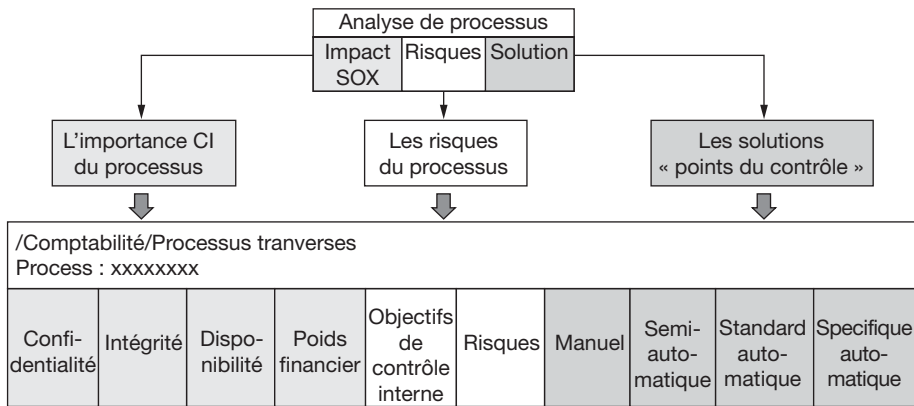 Analyse de processus
Impact
SOX
Risques
Solution
L'importance CI
du processus
Les risques
du processus
Les solutions
« points du contrôle »
/Comptabilité/Processus tranverses
Process : xxxxxxxx
Confi-
dentialité
Intégrité
Dispo-
nibilité
Poids
financier
Objectifs
de
contrôle
interne
Risques
Manuel
Semi-
auto-
matique
Standard
auto-
matique
Specifique
auto-
matique